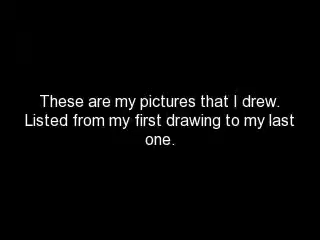 These are my pictures that I drew.
Listed from my first drawing to my last
one.